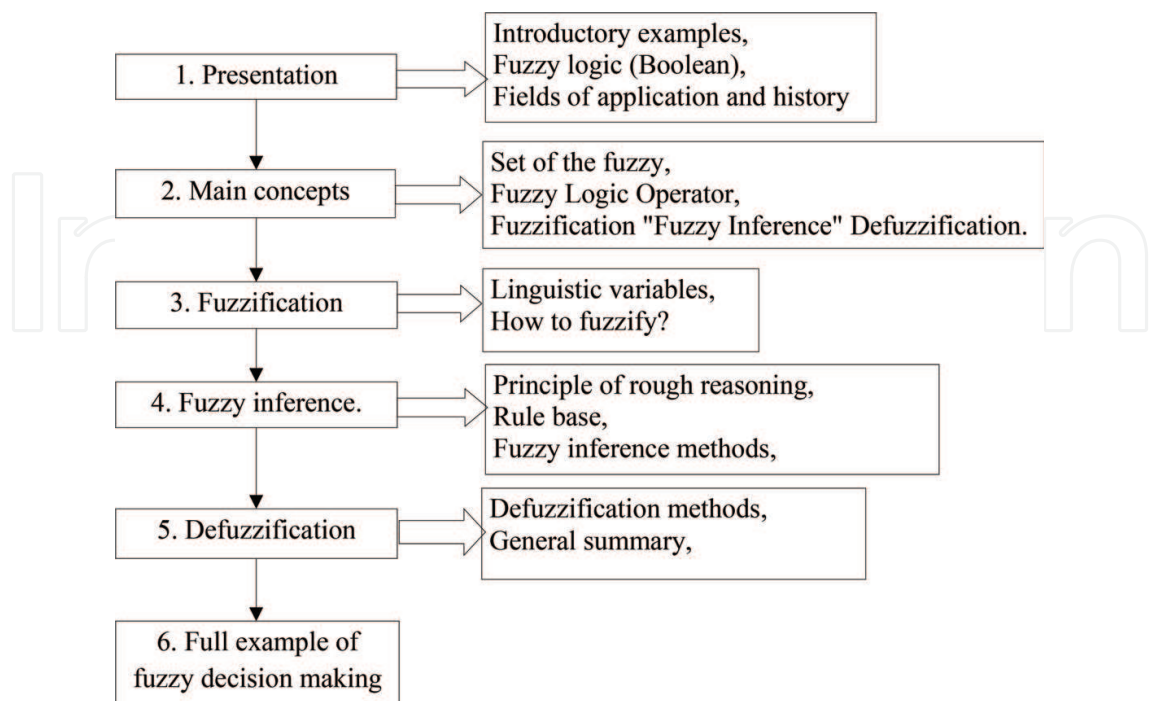 1. Presentation
Introductory examples,
Fuzzy logic (Boolean),
Fields of application and history
2. Main concepts
Set of the fuzzy,
Fuzzy Logic Operator,
Fuzzification "Fuzzy Inference" Defuzzification.
3. Fuzzification
Linguistic variables,
How to fuzzify?
4. Fuzzy inference.
Principle of rough reasoning,
Rule base,
Fuzzy inference methods,
5. Defuzzification
Defuzzification methods,
General summary,
6. Full example of
fuzzy decision making